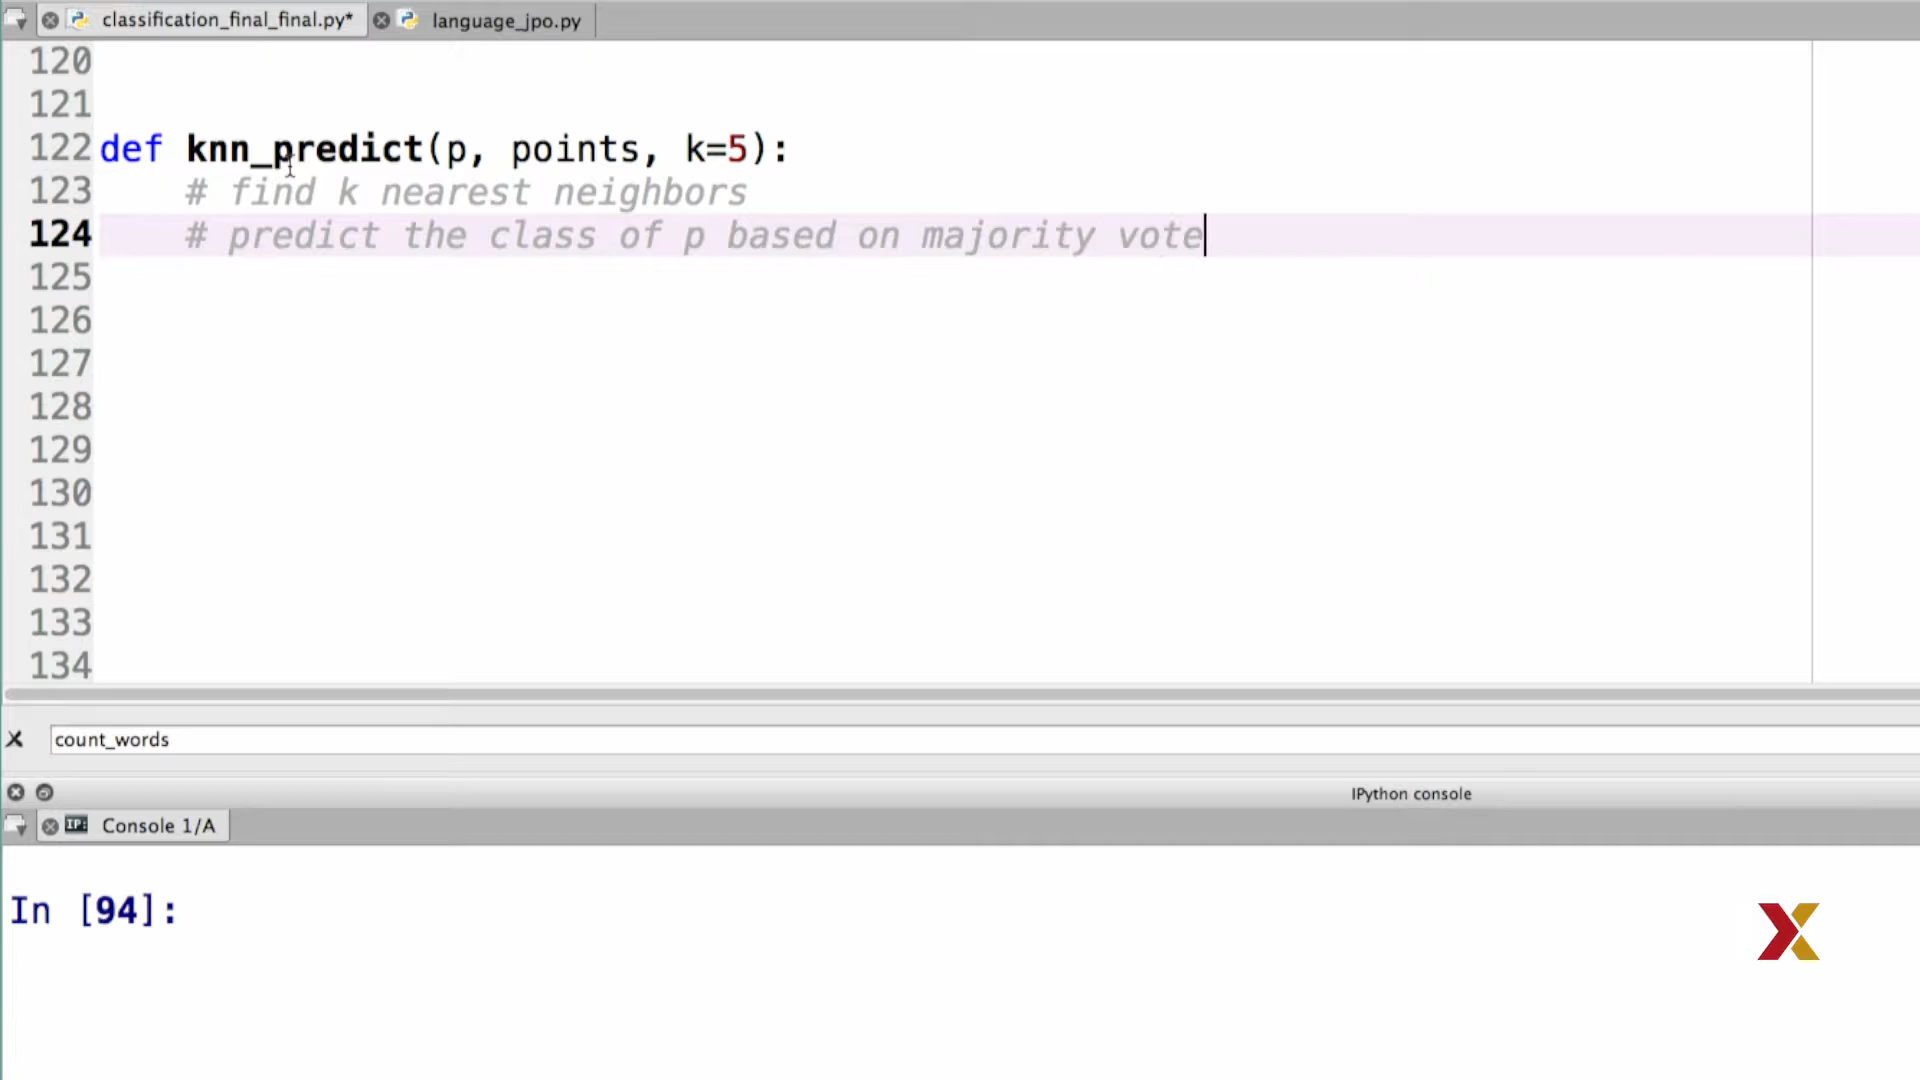 classification_final_final.py* language_jpo.py
120
121
122 def knn_predict(p, points, k=5):
123 # find k nearest neighbors
124 # predict the class of p based on majority vote
125
126
127
128
129
130
131
132
133
134
count_words
IPython console
IP: Console 1/A
In [94]: